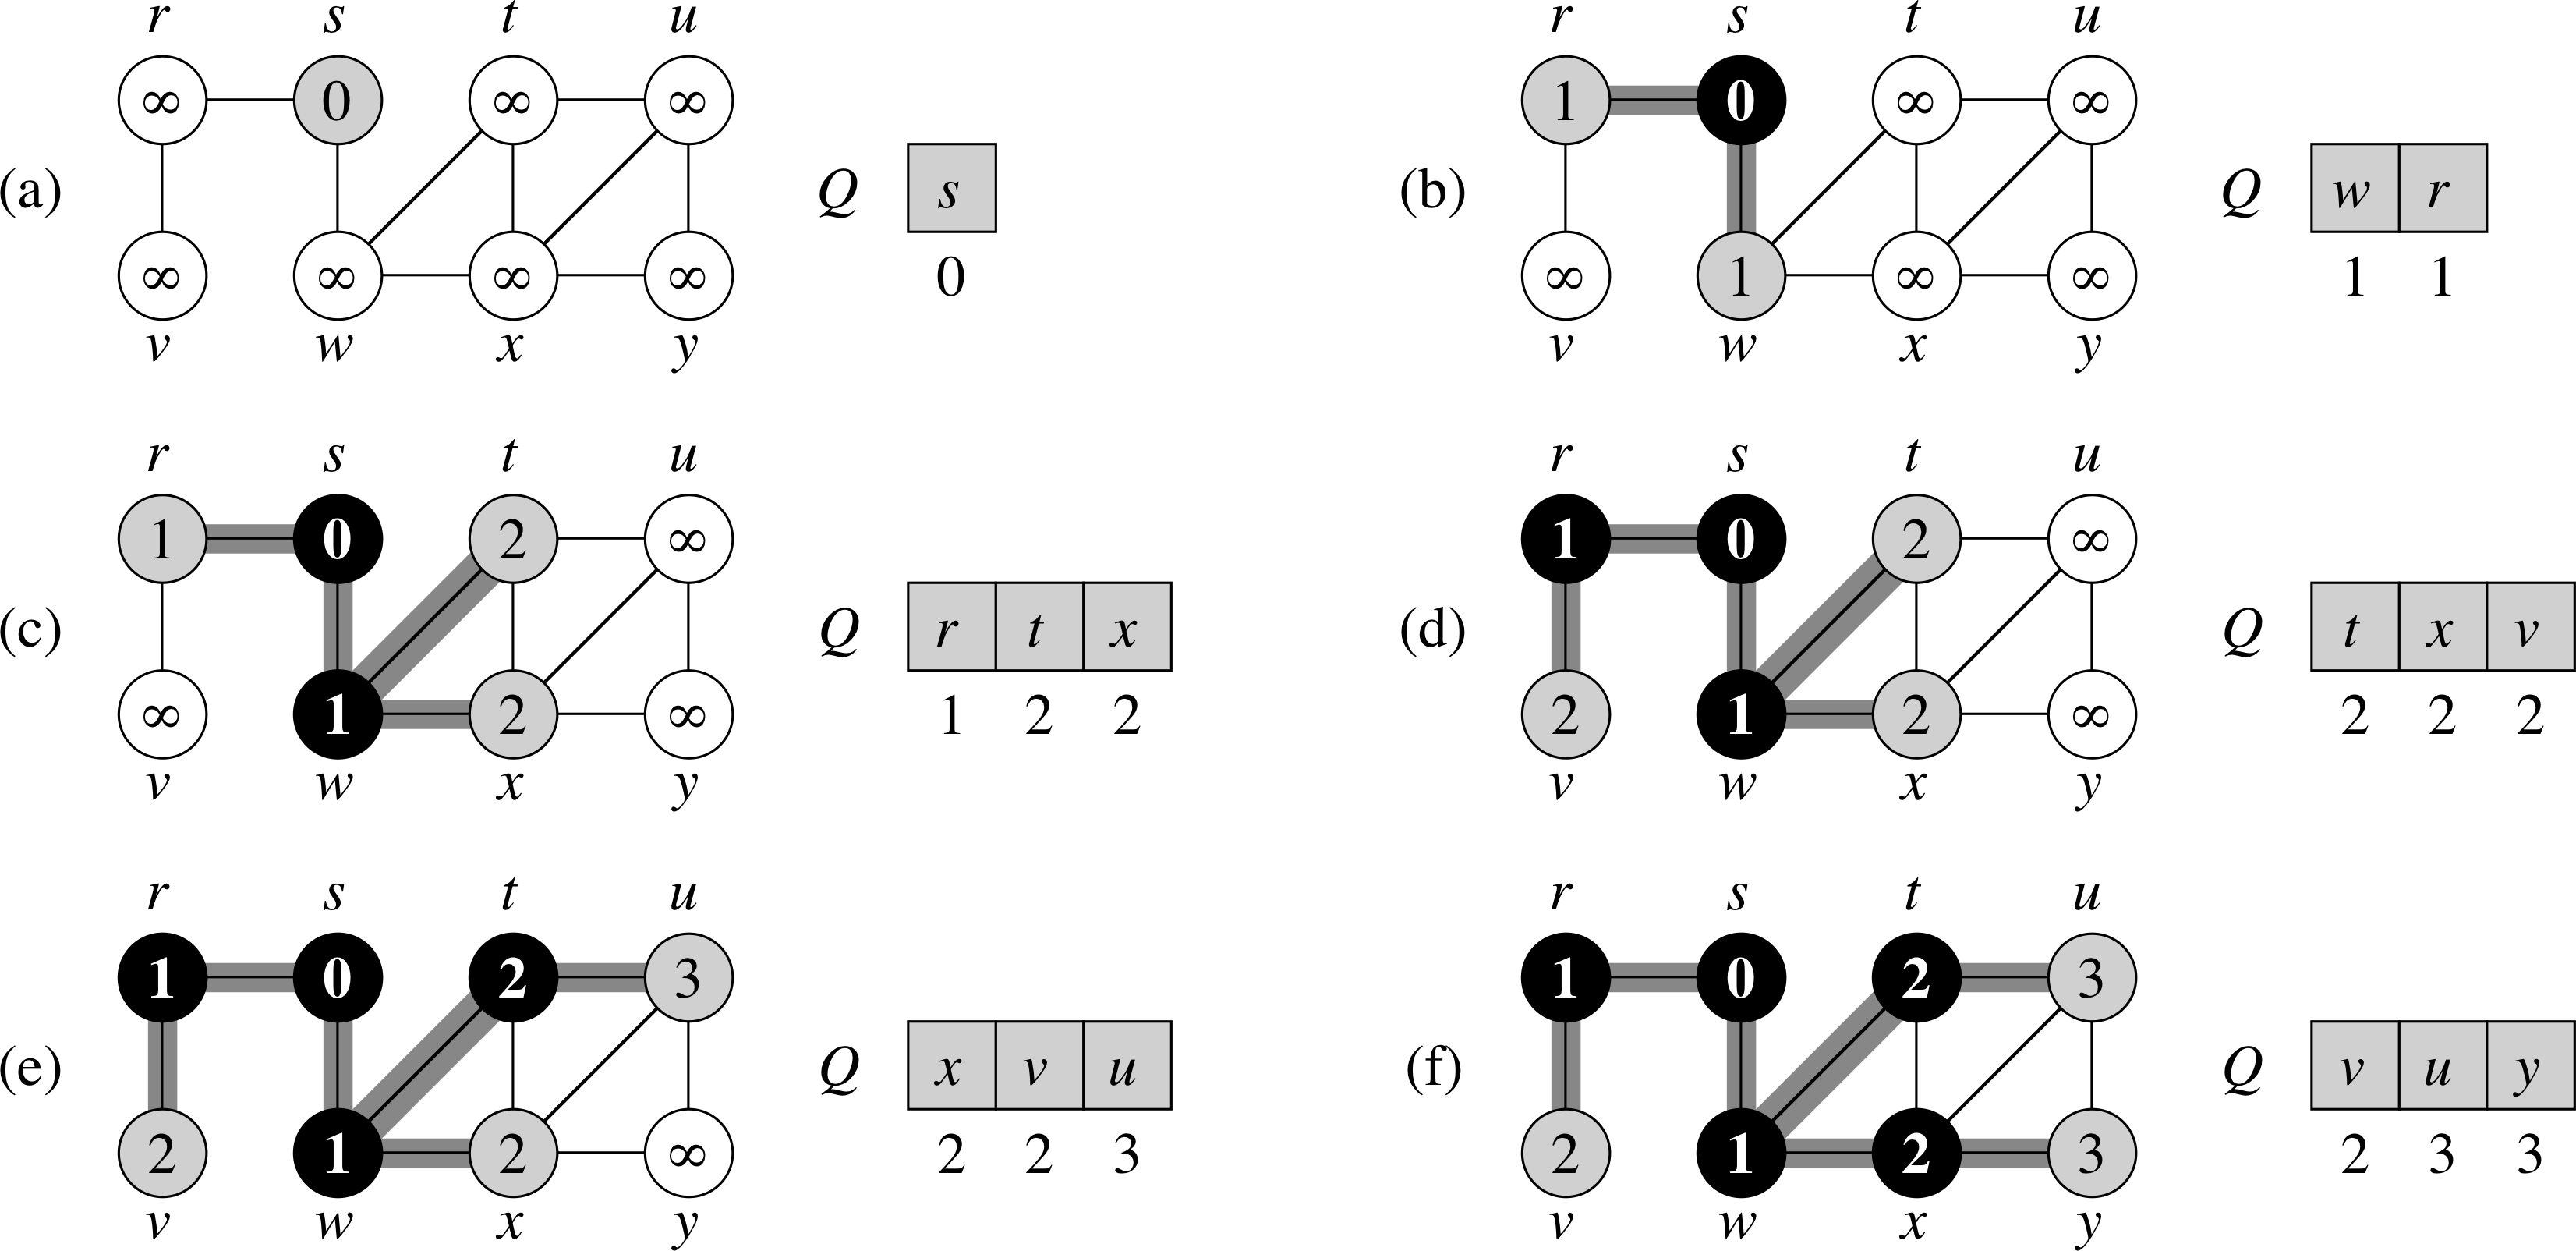 r s t u r s t u
∞ 0 ∞ ∞ 1 0 ∞ ∞
(a) Q s (b) Q w r
∞ ∞ ∞ ∞ 0 ∞ 1 ∞ ∞ 1 1
v w x y v w x y
r s t u r s t u
1 0 2 ∞ 1 0 2 ∞
(c) Q r t x (d) Q t x v
∞ 1 2 ∞ 1 2 2 2 1 2 ∞ 2 2 2
v w x y v w x y
r s t u r s t u
1 0 2 3 1 0 2 3
(e) Q x v u (f) Q v u y
2 1 2 ∞ 2 2 3 2 1 2 3 2 3 3
v w x y v w x y